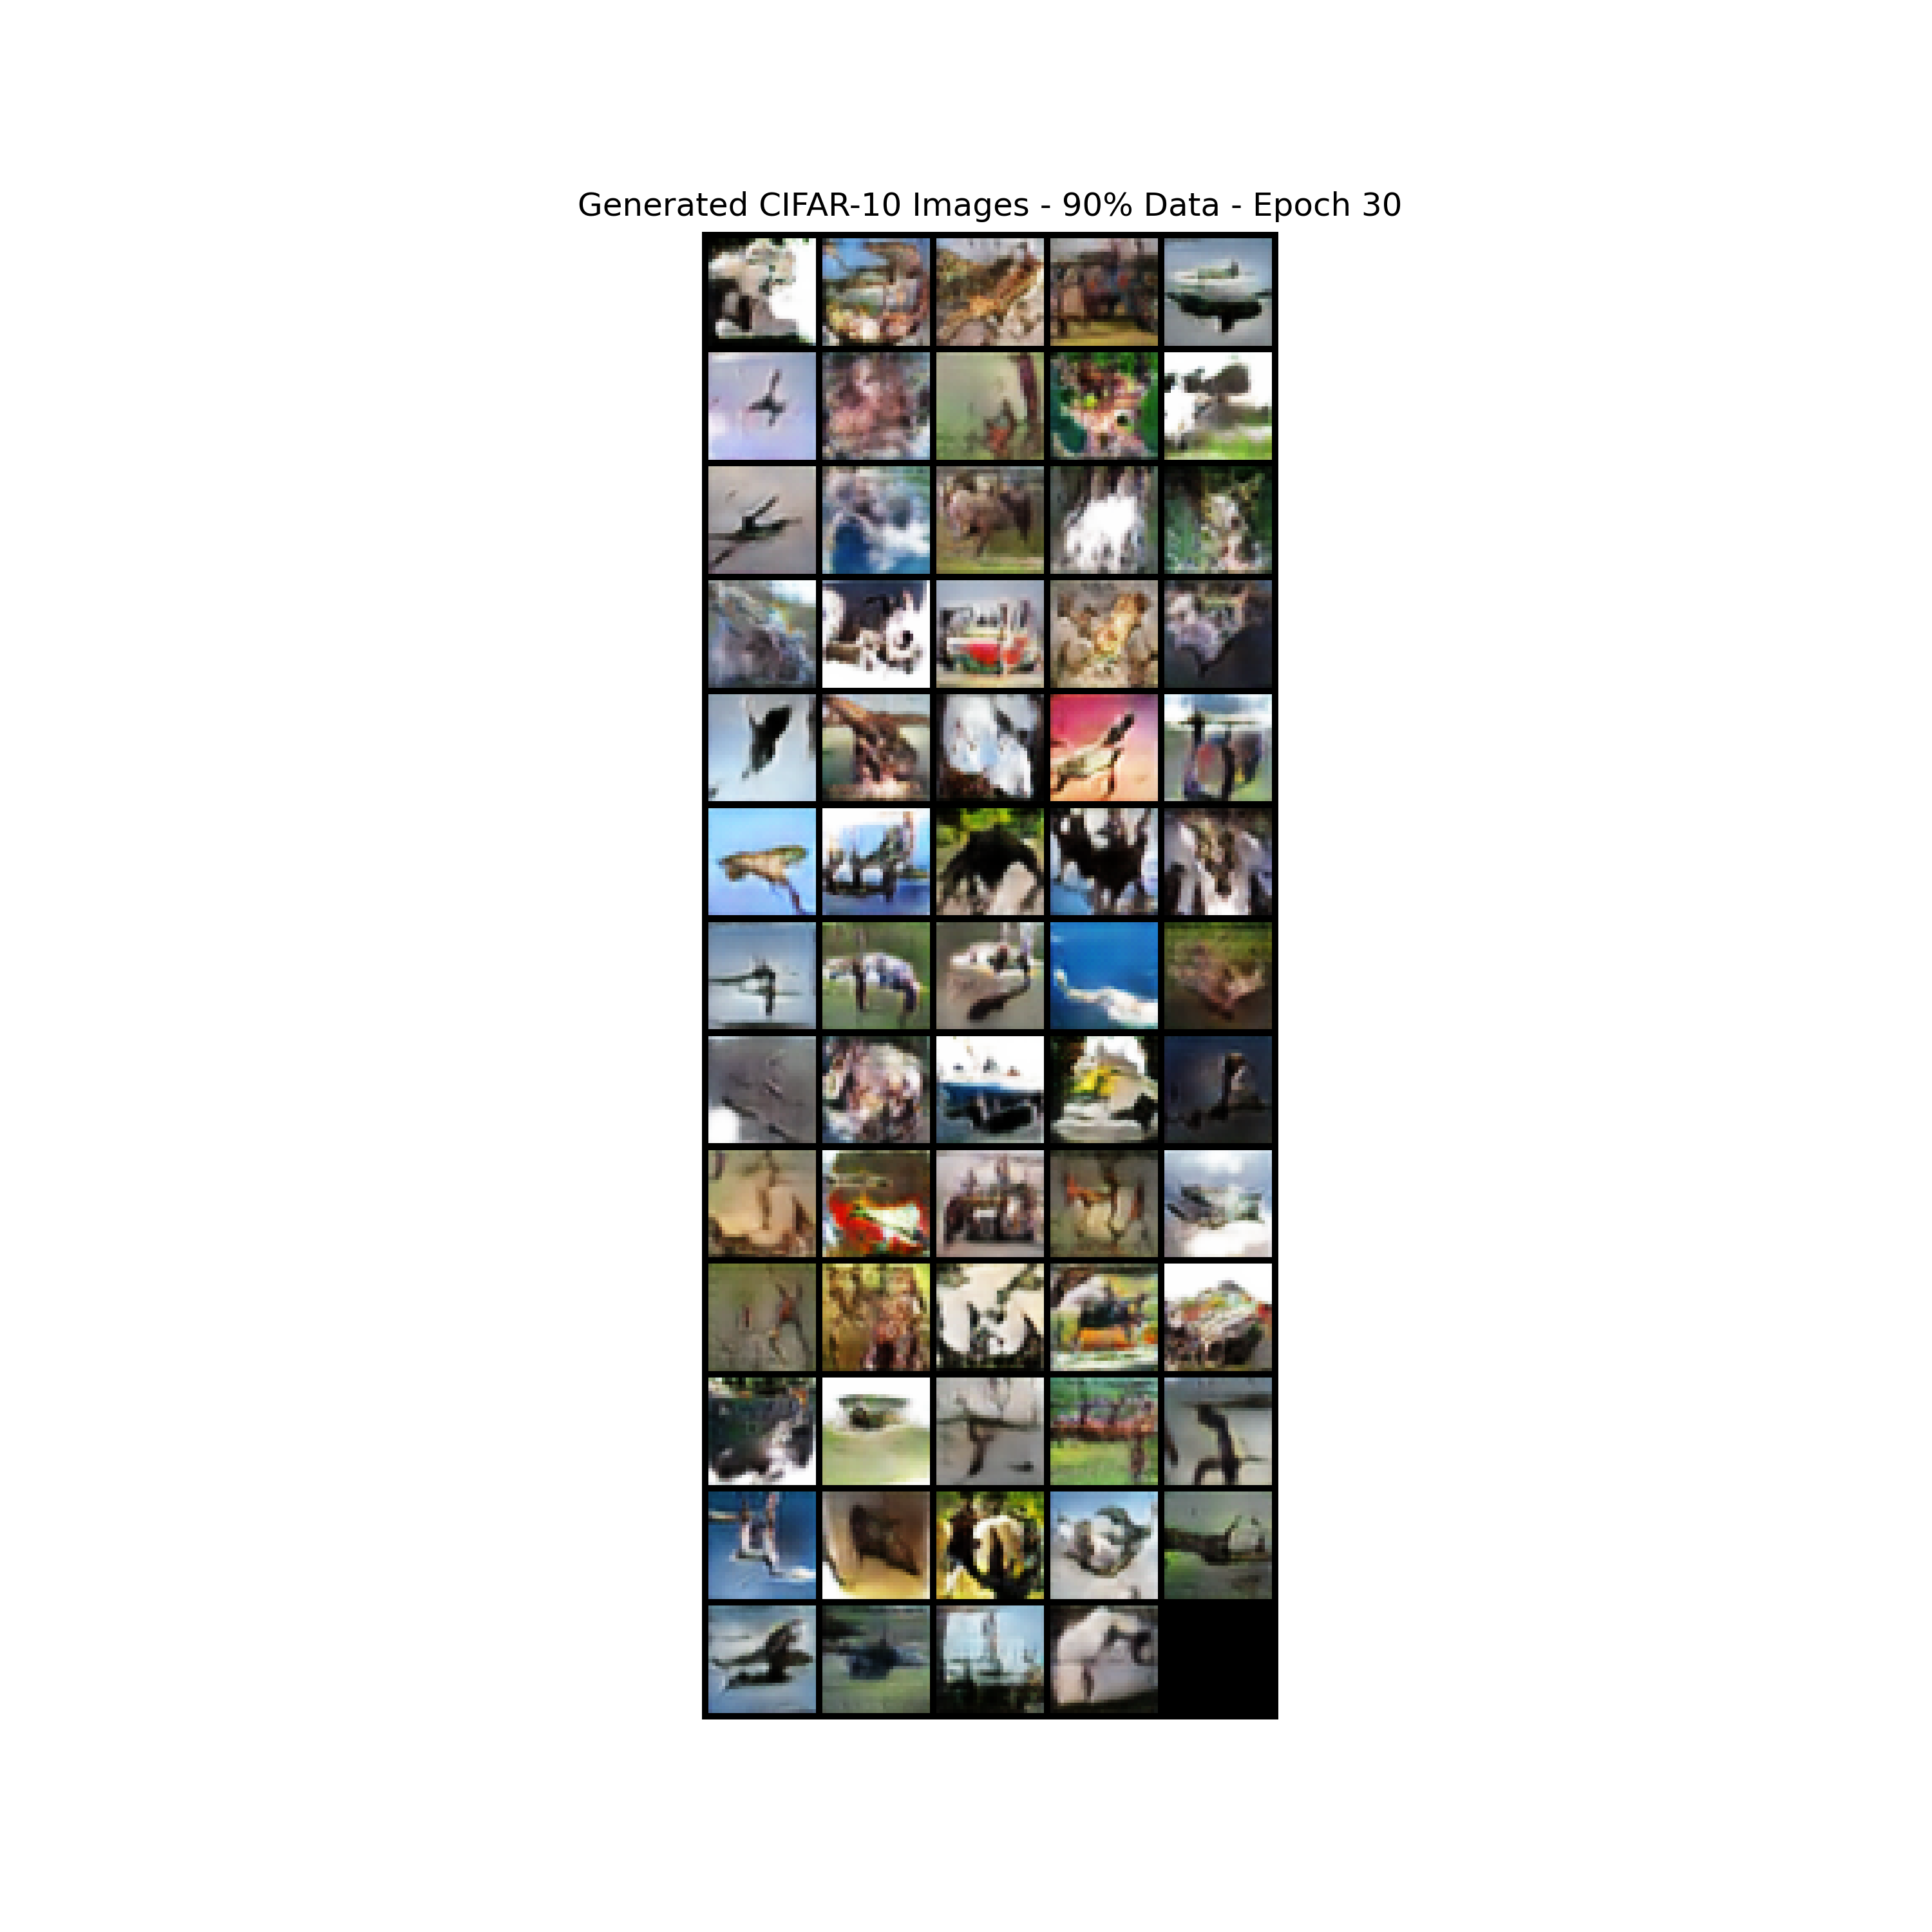 Generated CIFAR-10 Images - 90% Data - Epoch 30